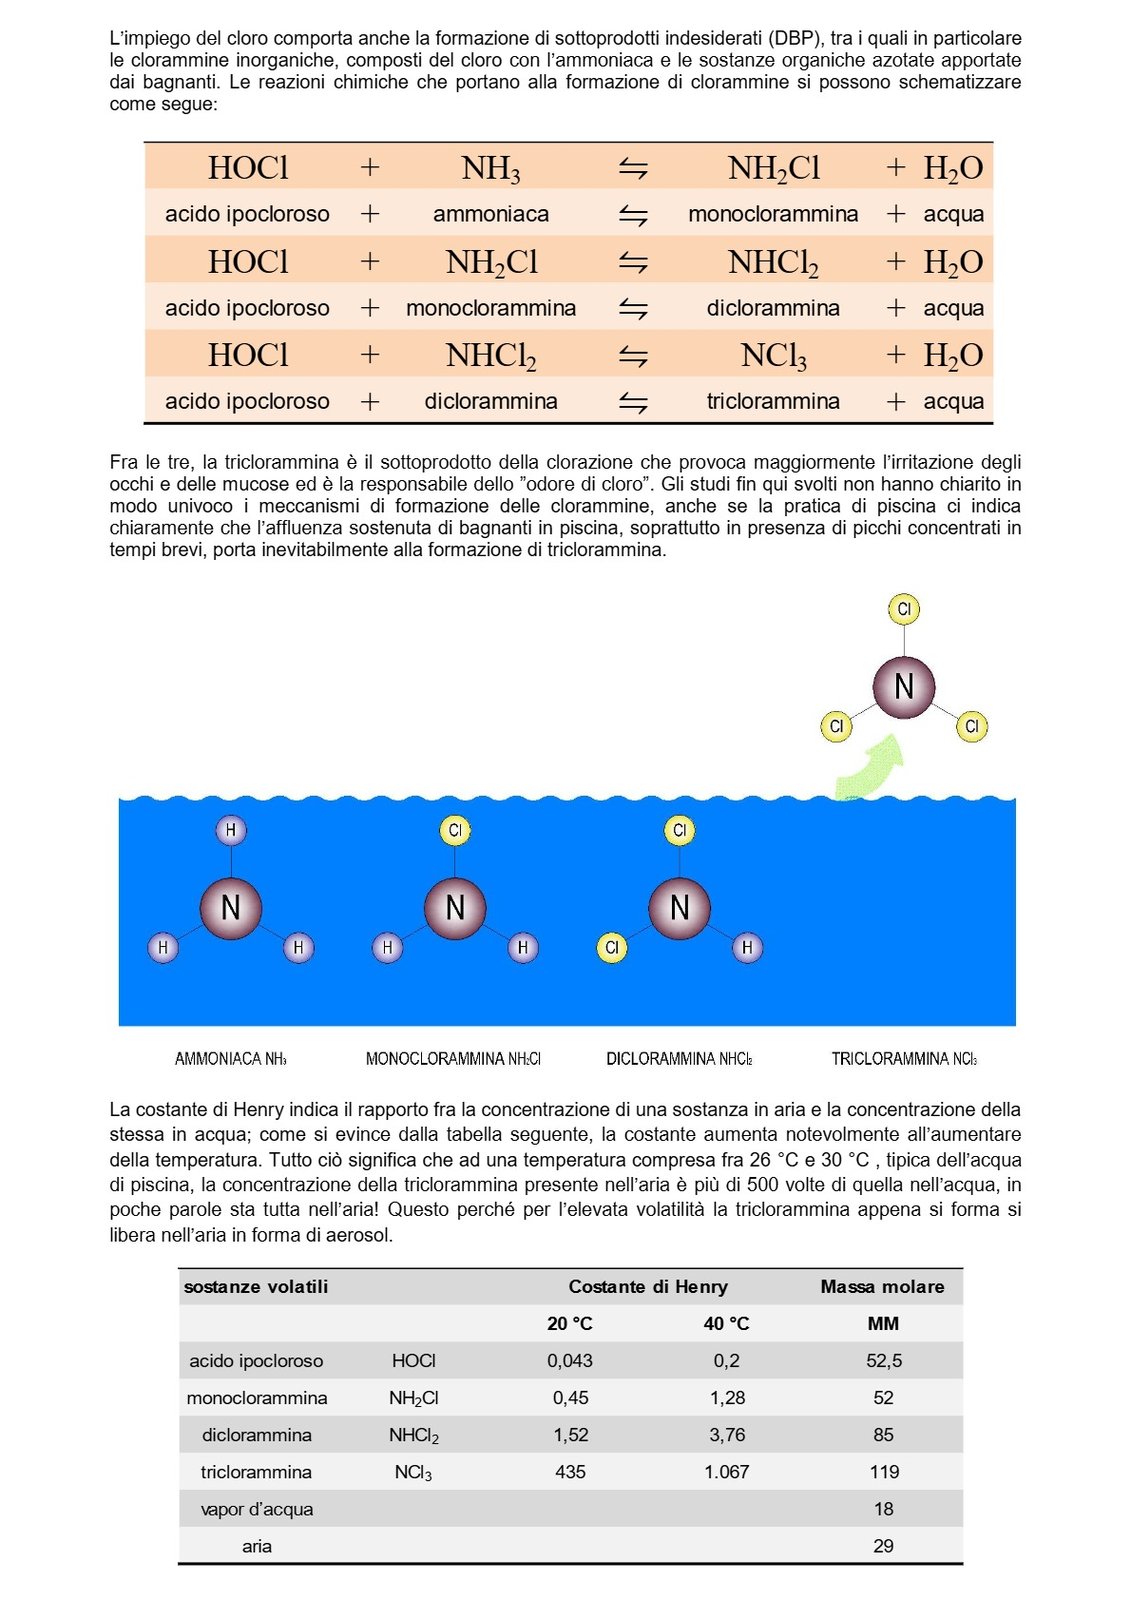 L'impiego del cloro comporta anche la formazione di sottoprodotti indesiderati (DBP), tra i quali in particolare
le clorammine inorganiche, composti del cloro con l'ammoniaca e le sostanze organiche azotate apportate
dai bagnanti. Le reazioni chimiche che portano alla formazione di clorammine si possono schematizzare
come segue:
HOCl + NH₃ ⇋ NH₂Cl + H₂O
acido ipocloroso + ammoniaca ⇋ monoclorammina + acqua
HOCl + NH₂Cl ⇋ NHCl₂ + H₂O
acido ipocloroso + monoclorammina ⇋ diclorammina + acqua
HOCl + NHCl₂ ⇋ NCl₃ + H₂O
acido ipocloroso + diclorammina ⇋ triclorammina + acqua
Fra le tre, la triclorammina è il sottoprodotto della clorazione che provoca maggiormente l'irritazione degli
occhi e delle mucose ed è la responsabile dello ”odore di cloro”. Gli studi fin qui svolti non hanno chiarito in
modo univoco i meccanismi di formazione delle clorammine, anche se la pratica di piscina ci indica
chiaramente che l'affluenza sostenuta di bagnanti in piscina, soprattutto in presenza di picchi concentrati in
tempi brevi, porta inevitabilmente alla formazione di triclorammina.
Cl
N
Cl Cl
H Cl Cl
N N N
H H H H Cl H
AMMONIACA NH₃ MONOCLORAMMINA NH₂Cl DICLORAMMINA NHCl₂ TRICLORAMMINA NCl₃
La costante di Henry indica il rapporto fra la concentrazione di una sostanza in aria e la concentrazione della
stessa in acqua; come si evince dalla tabella seguente, la costante aumenta notevolmente all'aumentare
della temperatura. Tutto ciò significa che ad una temperatura compresa fra 26 °C e 30 °C , tipica dell'acqua
di piscina, la concentrazione della triclorammina presente nell'aria è più di 500 volte di quella nell'acqua, in
poche parole sta tutta nell'aria! Questo perché per l'elevata volatilità la triclorammina appena si forma si
libera nell'aria in forma di aerosol.
sostanze volatili Costante di Henry Massa molare
20 °C 40 °C MM
acido ipocloroso HOCl 0,043 0,2 52,5
monoclorammina NH₂Cl 0,45 1,28 52
diclorammina NHCl₂ 1,52 3,76 85
triclorammina NCl₃ 435 1.067 119
vapor d'acqua 18
aria 29